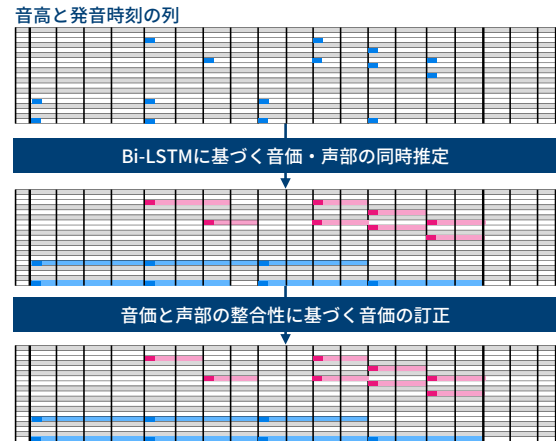 音高と発音時刻の列
Bi-LSTMに基づく音価・声部の同時推定
音価と声部の整合性に基づく音価の訂正